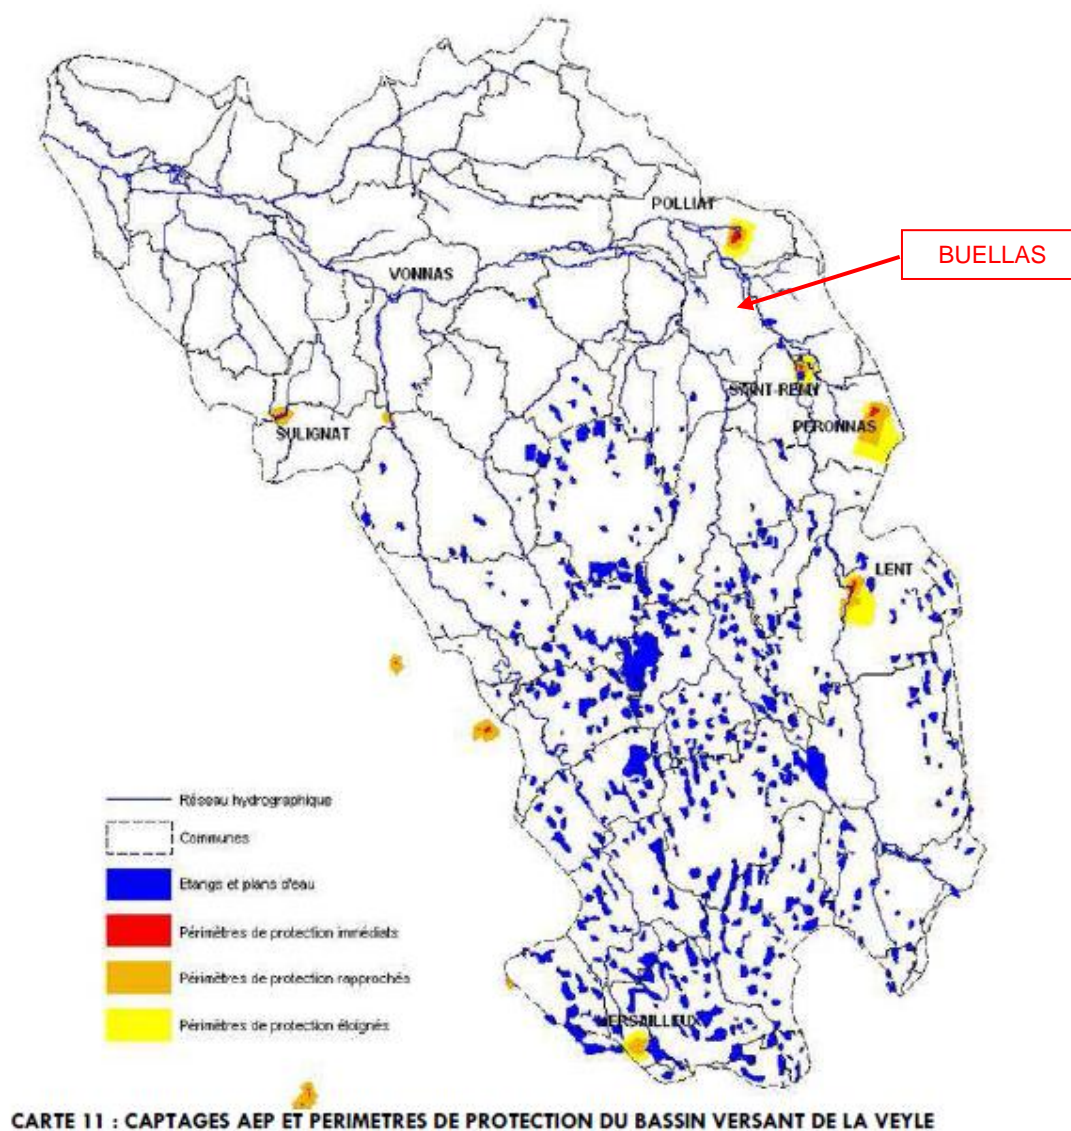 POLLIAT
BUELLAS
VONNAS
SAINT-REMY
PERONNAS
SULIGNAT
LENT
Réseau hydrographique
Communes
Etangs et plans d'eau
Périmètres de protection immédiats
Périmètres de protection rapprochés
Périmètres de protection éloignés
VERSAILLIEUX
CARTE 11 : CAPTAGES AEP ET PERIMETRES DE PROTECTION DU BASSIN VERSANT DE LA VEYLE